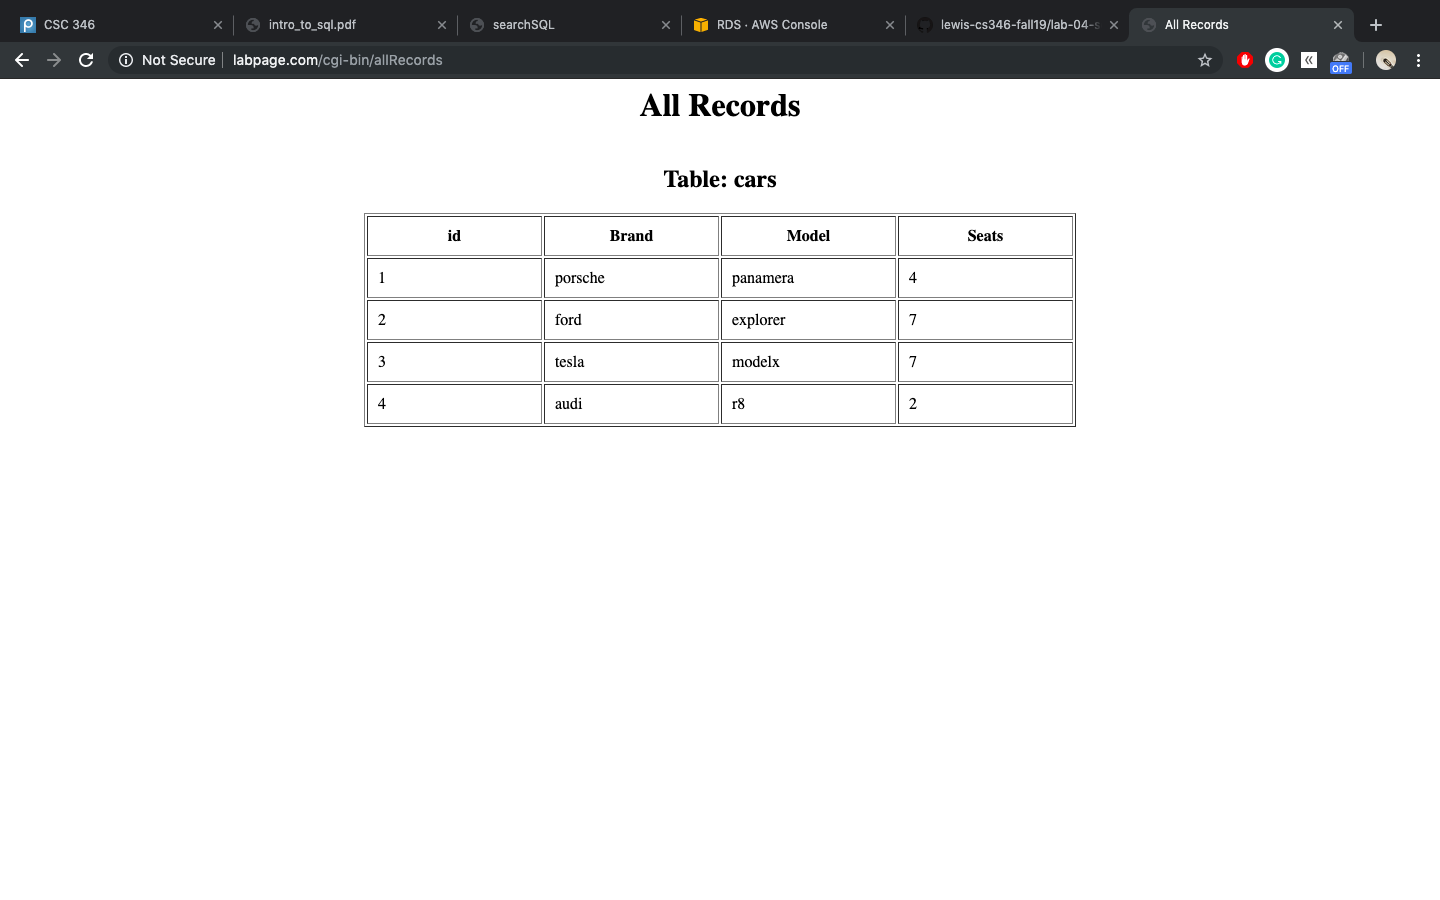 CSC 346
intro_to_sql.pdf
searchSQL
RDS · AWS Console
lewis-cs346-fall19/lab-04-s
All Records
Not Secure
labpage.com/cgi-bin/allRecords
OFF
All Records
Table: cars
id Brand Model Seats
1 porsche panamera 4
2 ford explorer 7
3 tesla modelx 7
4 audi r8 2